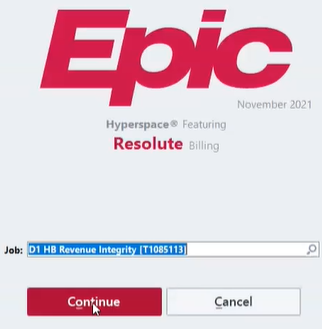 Epic
November 2021
Hyperspace® Featuring
Resolute Billing
Job: D1 HB Revenue Integrity [T1085113]
Continue Cancel